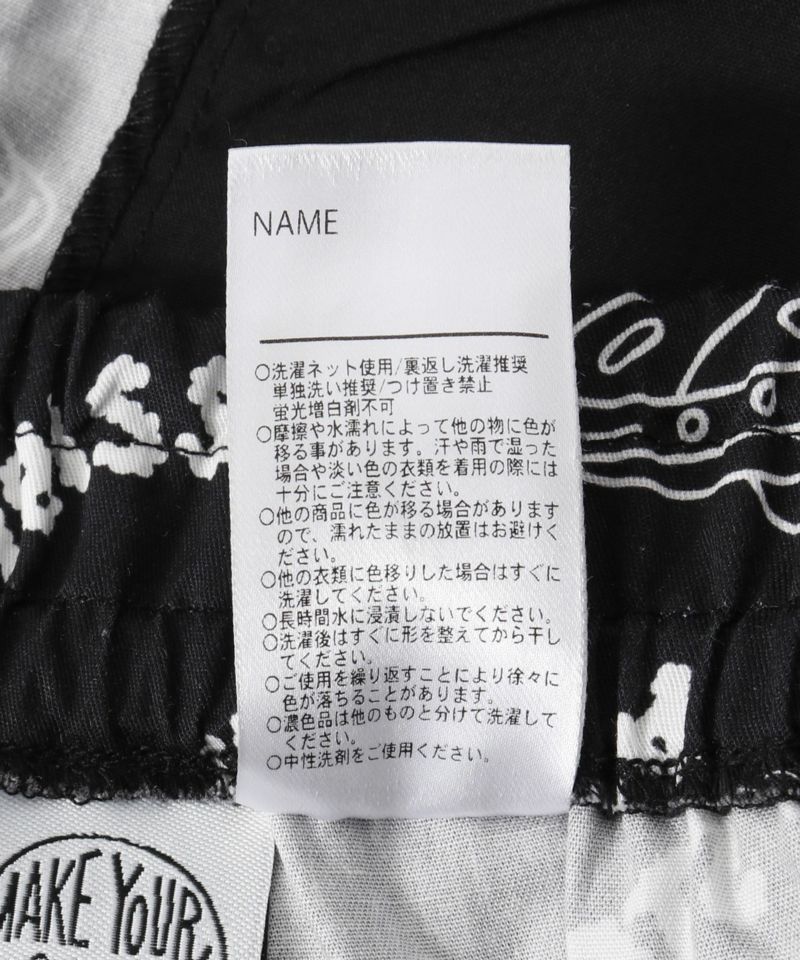 NAME
○洗濯ネット使用/裏返し洗濯推奨
単独洗い推奨/つけ置き禁止
蛍光増白剤不可
○摩擦や水濡れによって他の物に色が
移る事があります。汗や雨で湿った
場合や淡い色の衣類を着用の際には
十分にご注意ください。
○他の商品に色が移る場合があります
ので、濡れたままの放置はお避けく
ださい。
○他の衣類に色移りした場合はすぐに
洗濯してください。
○長時間水に浸漬しないでください。
○洗濯後はすぐに形を整えてから干し
てください。
○ご使用を繰り返すことにより徐々に
色が落ちることがあります。
○濃色品は他のものと分けて洗濯して
ください。
○中性洗剤をご使用ください。
MAKE YOUR